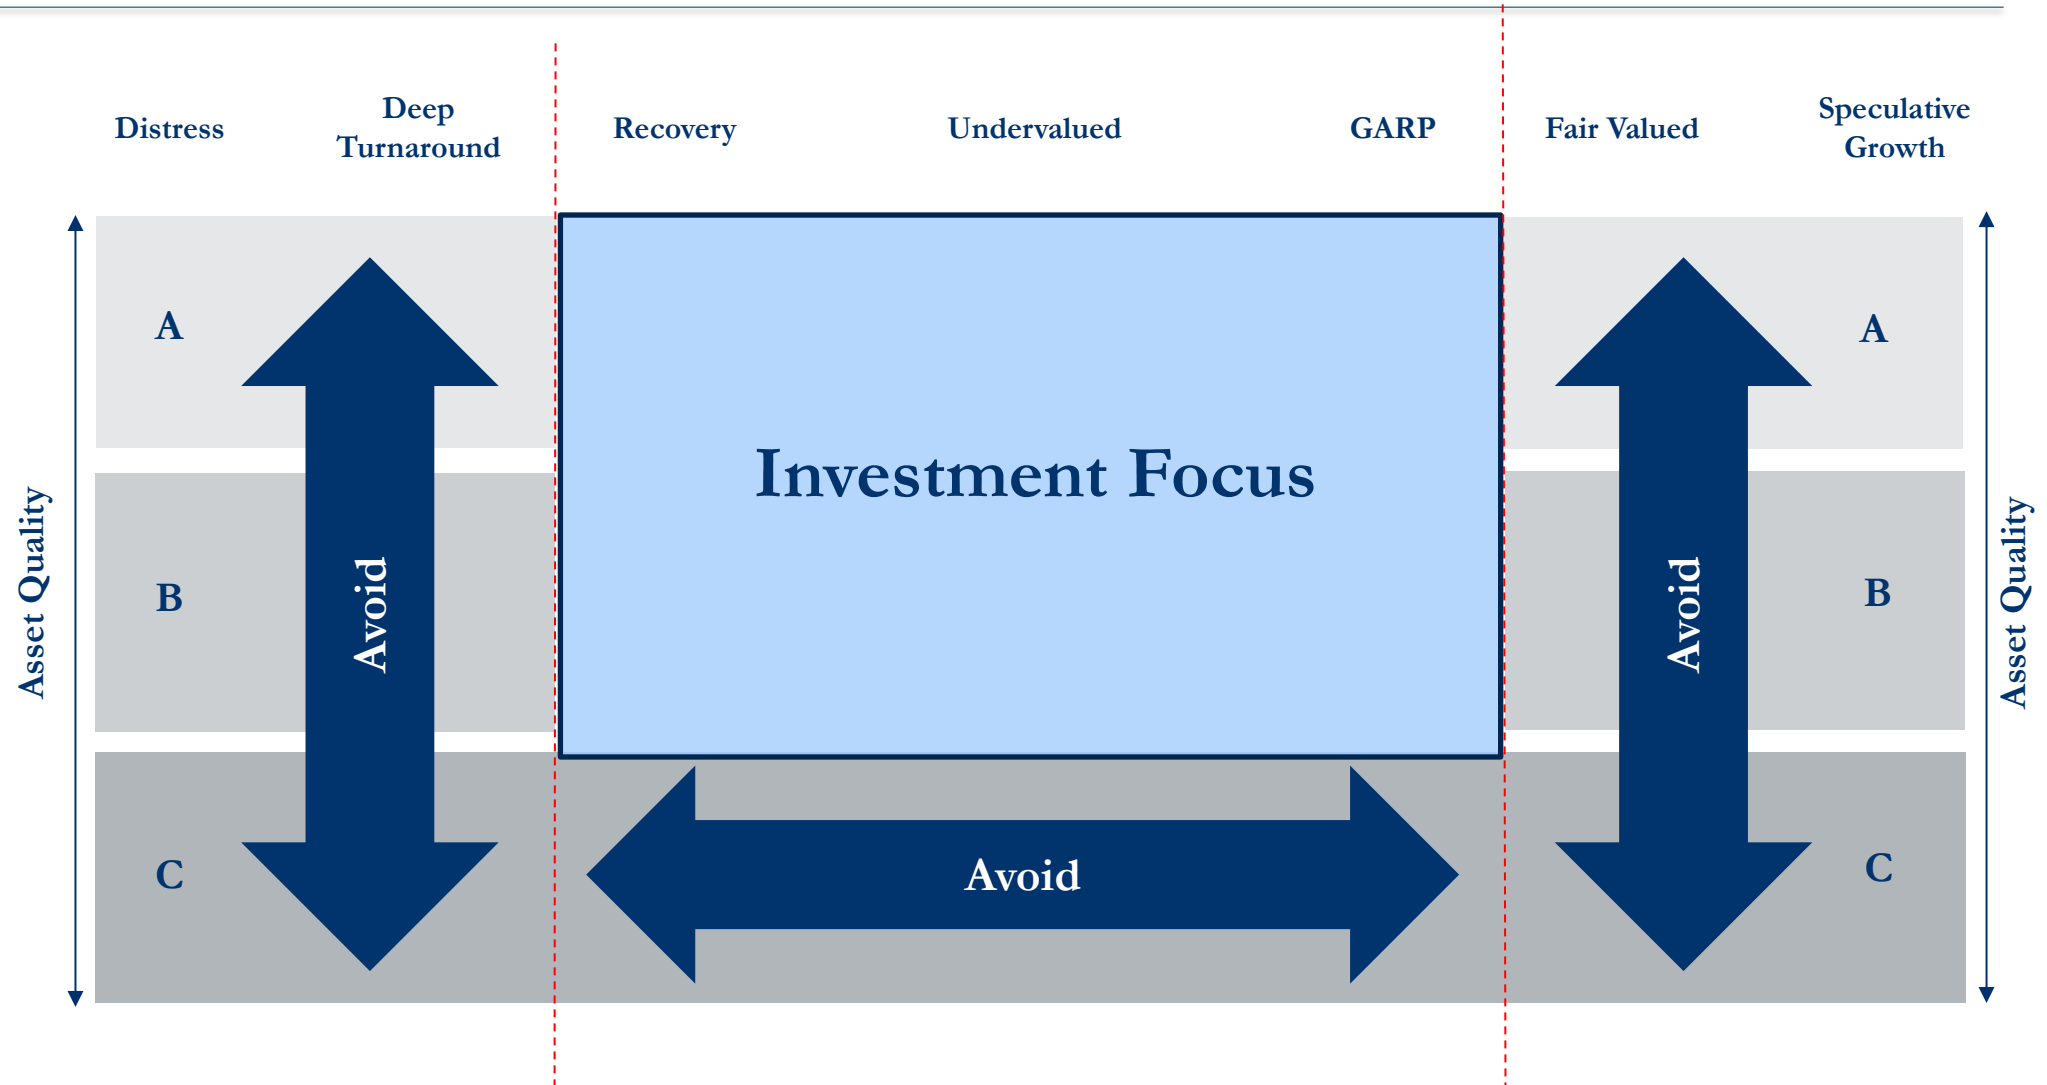 Distress
Deep
Turnaround
Recovery
Undervalued
GARP
Fair Valued
Speculative
Growth
Asset Quality
A
B
C
Avoid
Investment Focus
Avoid
Avoid
A
B
C
Asset Quality